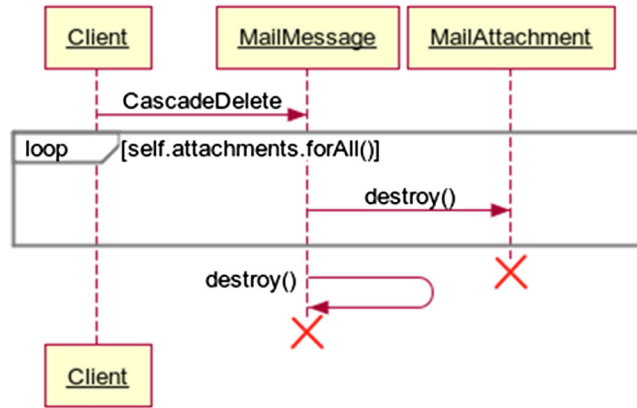 Client
MailMessage
MailAttachment
CascadeDelete
loop
[self.attachments.forAll()]
destroy()
destroy()
Client